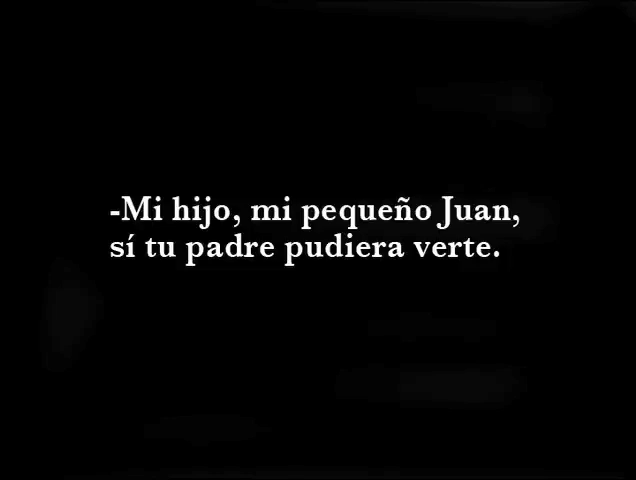 -Mi hijo, mi pequeño Juan,
sí tu padre pudiera verte.